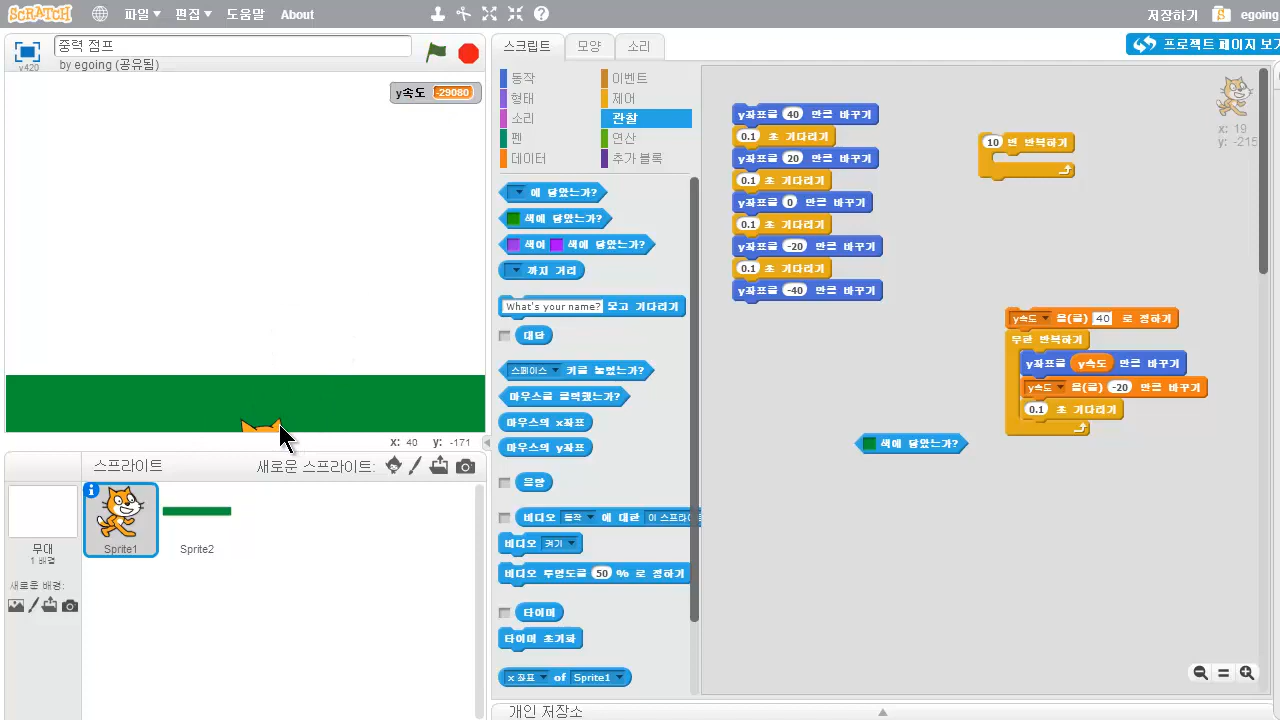 SCRATCH 파일 편집 도움말 About 저장하기 egoing
중력 점프
by egoing (공유됨)
v420
스크립트 모양 소리
프로젝트 페이지 보기
y속도 -29080
동작 이벤트
형태 제어
소리 관찰
펜 연산
데이터 추가 블록
에 닿았는가?
색에 닿았는가?
색이 색에 닿았는가?
까지 거리
What's your name? 묻고 기다리기
대답
스페이스 키를 눌렀는가?
마우스를 클릭했는가?
마우스의 x좌표
마우스의 y좌표
음량
비디오 동작 에 대한 이 스프라이
비디오 켜기
비디오 투명도를 50 % 로 정하기
타이머
타이머 초기화
x 좌표 of Sprite1
y좌표를 40 만큼 바꾸기
0.1 초 기다리기
y좌표를 20 만큼 바꾸기
0.1 초 기다리기
y좌표를 0 만큼 바꾸기
0.1 초 기다리기
y좌표를 -20 만큼 바꾸기
0.1 초 기다리기
y좌표를 -40 만큼 바꾸기
10 번 반복하기
x: 19
y: -215
y속도 을(를) 40 로 정하기
무한 반복하기
y좌표를 y속도 만큼 바꾸기
y속도 을(를) -20 만큼 바꾸기
0.1 초 기다리기
색에 닿았는가?
x: 40 y: -171
스프라이트 새로운 스프라이트:
무대
1 배경
새로운 배경:
Sprite1
Sprite2
개인 저장소